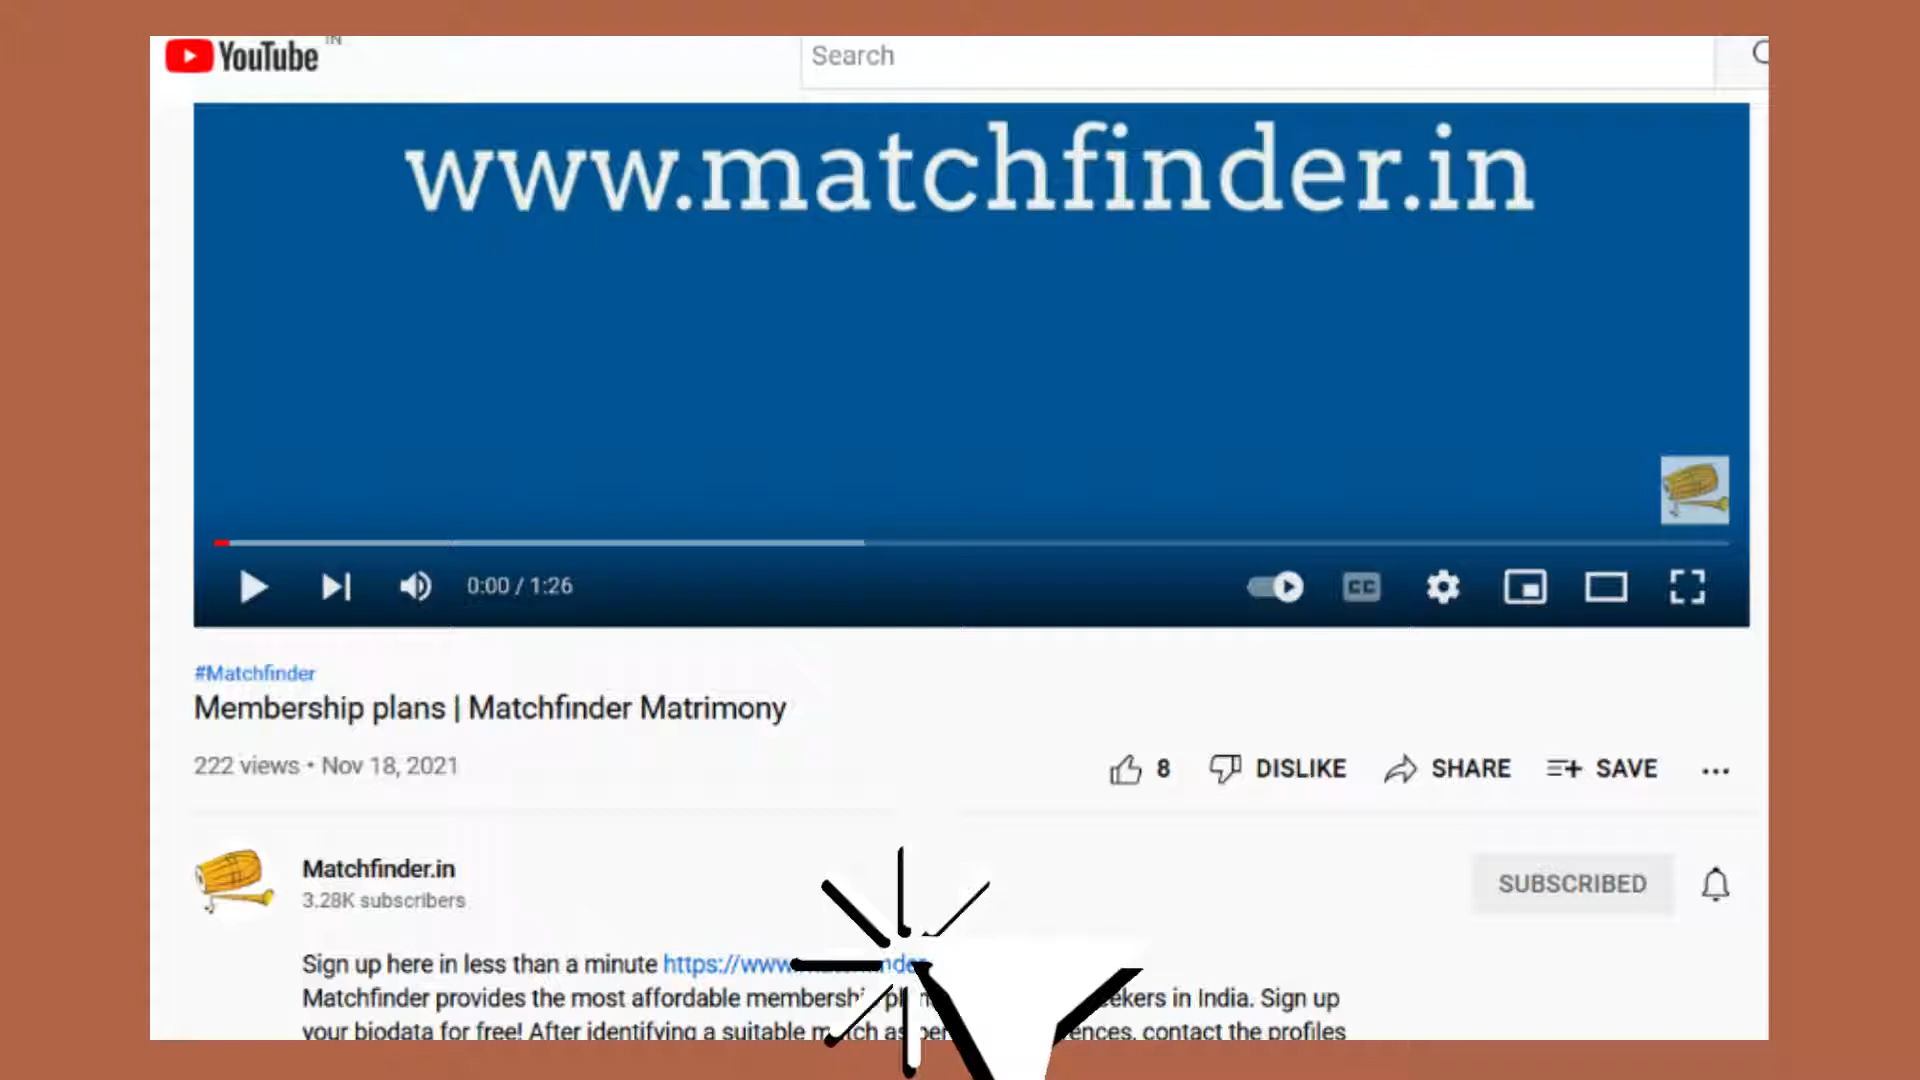 YouTube IN
Search
www.matchfinder.in
0:00 / 1:26
CC
#Matchfinder
Membership plans | Matchfinder Matrimony
222 views • Nov 18, 2021
8 DISLIKE SHARE SAVE ...
Matchfinder.in
3.28K subscribers
SUBSCRIBED
Sign up here in less than a minute https://www.
Matchfinder provides the most affordable in India. Sign up
your biodata for free! After identifying a suitable contact the profiles